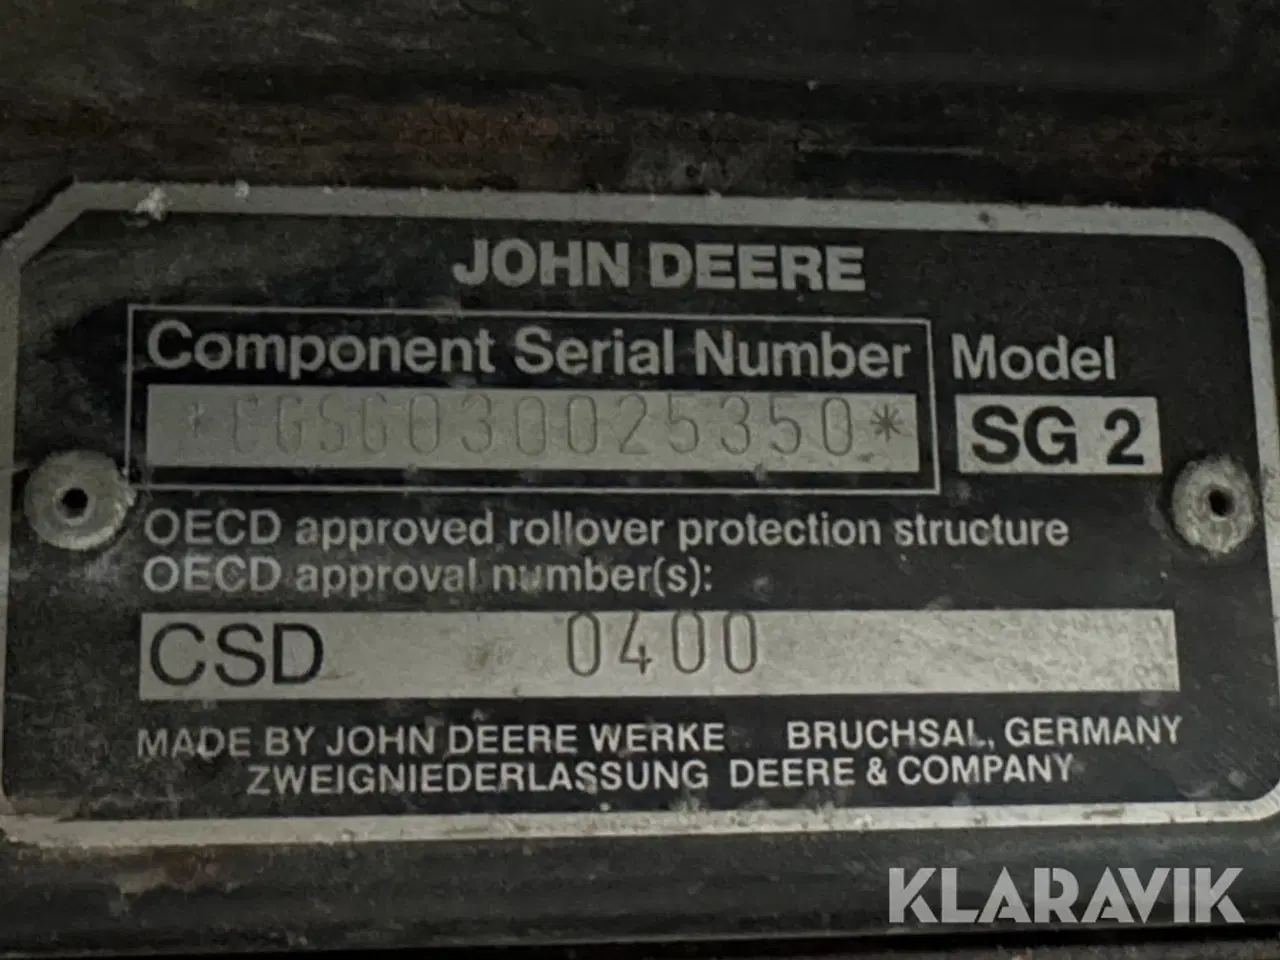 JOHN DEERE
Component Serial Number
Model
*CGSG030025350*
SG 2
OECD approved rollover protection structure
OECD approval number(s):
CSD 0400
MADE BY JOHN DEERE WERKE BRUCHSAL, GERMANY
ZWEIGNIEDERLASSUNG DEERE & COMPANY
KLARAVIK